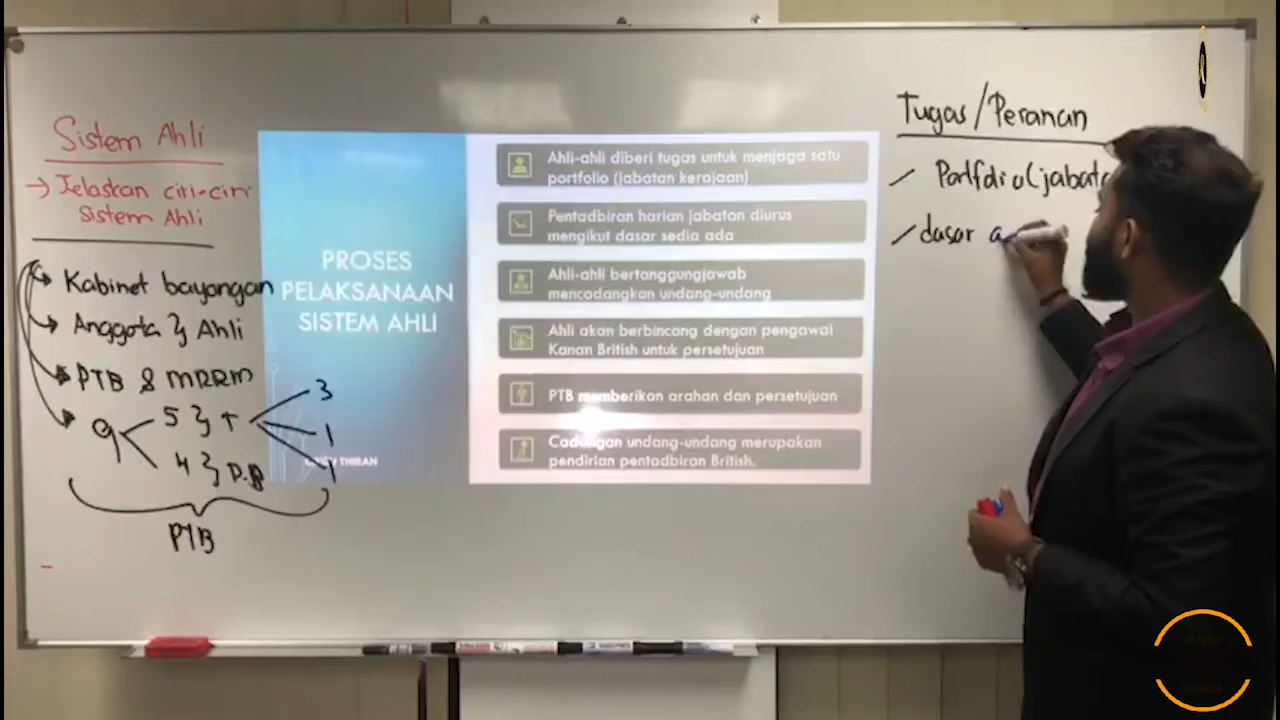 Sistem Ahli
→ Jelaskan ciri-ciri
Sistem Ahli
Kabinet bayangan
Anggota } Ahli
PTB & MRRM
9 5 } T 3
1
4 } D.B 1
PTB
PROSES
PELAKSANAAN
SISTEM AHLI
THIRAN
Ahli-ahli diberi tugas untuk menjaga satu
portfolio (jabatan kerajaan)
Pentadbiran harian jabatan diurus
mengikut dasar sedia ada
Ahli-ahli bertanggungjawab
mencadangkan undang-undang
Ahli akan berbincang dengan pengawai
Kanan British untuk persetujuan
PTB memberikan arahan dan persetujuan
Cadangan undang-undang merupakan
pendirian pentadbiran British.
Tugas/Peranan
Portfolio (jabata
dasar a